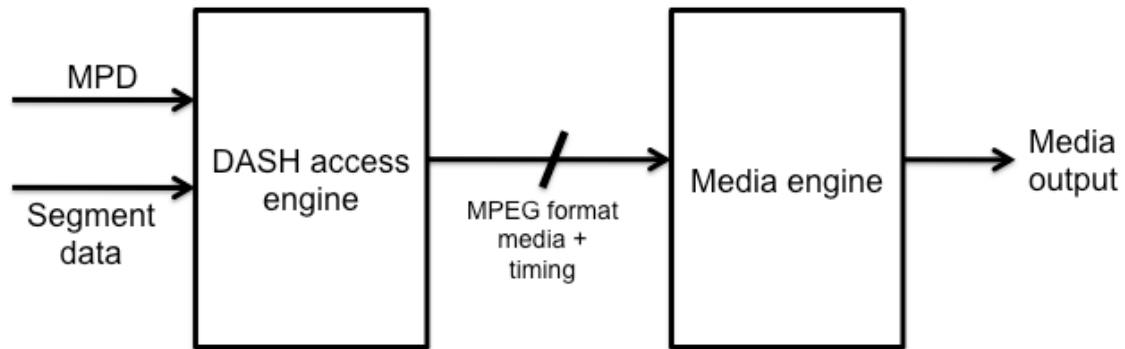 MPD
Segment
data
DASH access
engine
MPEG format
media +
timing
Media engine
Media
output